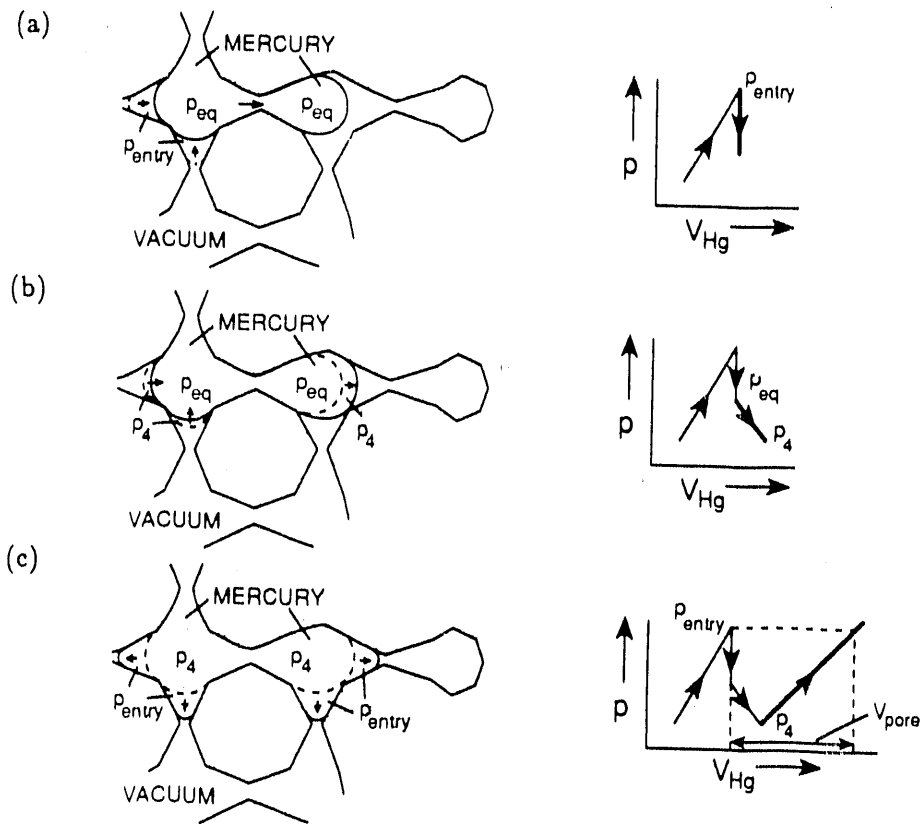 (a)
MERCURY
p_eq
p_eq
p_entry
VACUUM
p_entry
p
V_Hg
(b)
MERCURY
p_eq
p_eq
p_4
p_4
VACUUM
p_eq
p_4
p
V_Hg
(c)
MERCURY
p_4
p_4
p_entry
p_entry
VACUUM
p_entry
p_4
p
V_pore
V_Hg